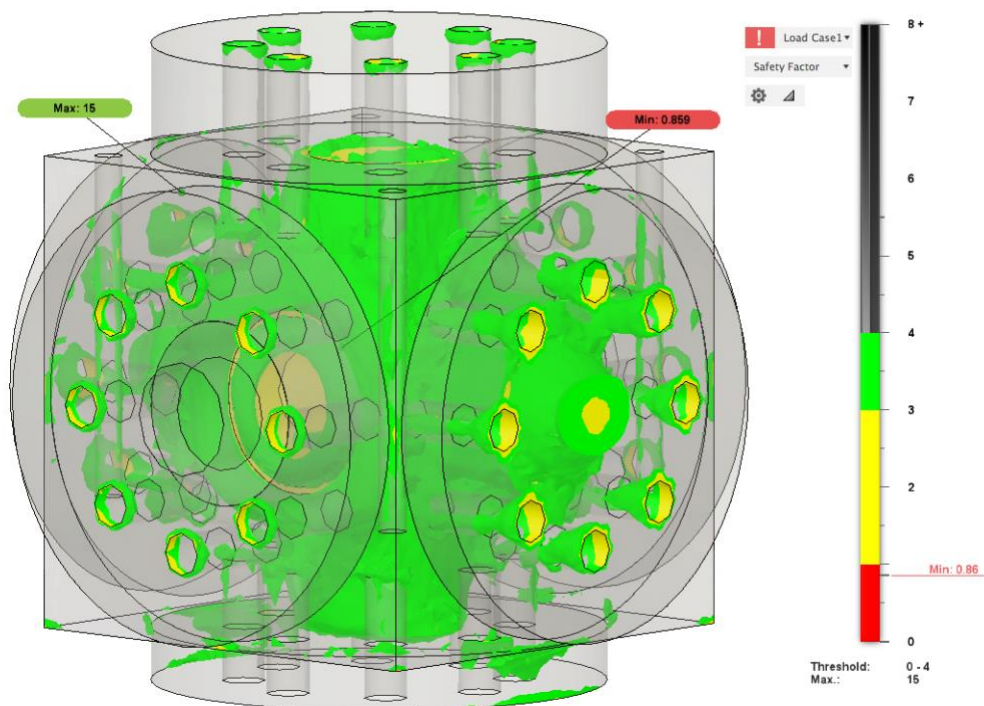 8 +
! Load Case1
7
Safety Factor
Max: 15
Min: 0.859
6
5
4
3
2
Min: 0.86
0
Threshold: 0 - 4
Max.: 15